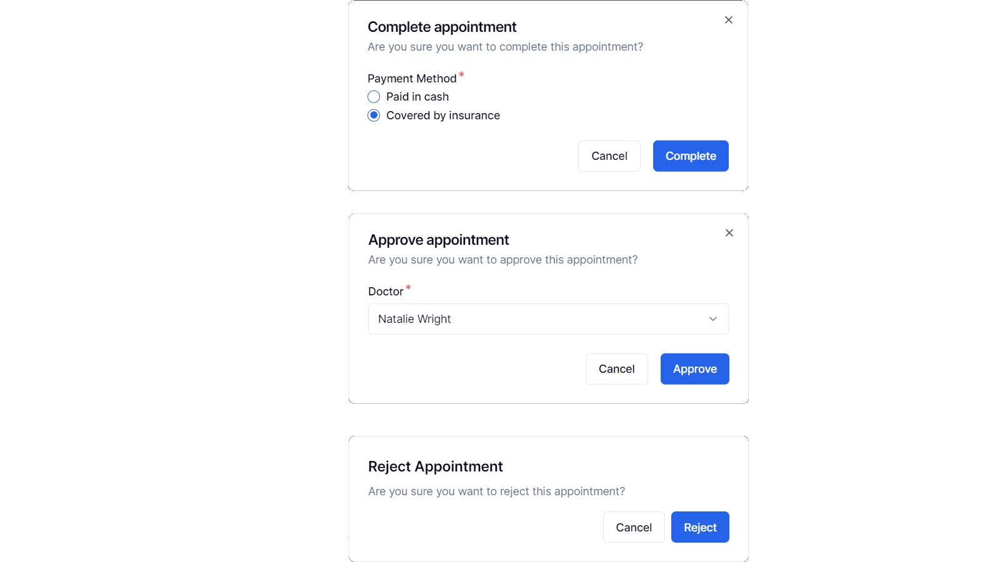 Complete appointment
Are you sure you want to complete this appointment?
Payment Method*
Paid in cash
Covered by insurance
Cancel Complete
Approve appointment
Are you sure you want to approve this appointment?
Doctor*
Natalie Wright
Cancel Approve
Reject Appointment
Are you sure you want to reject this appointment?
Cancel Reject